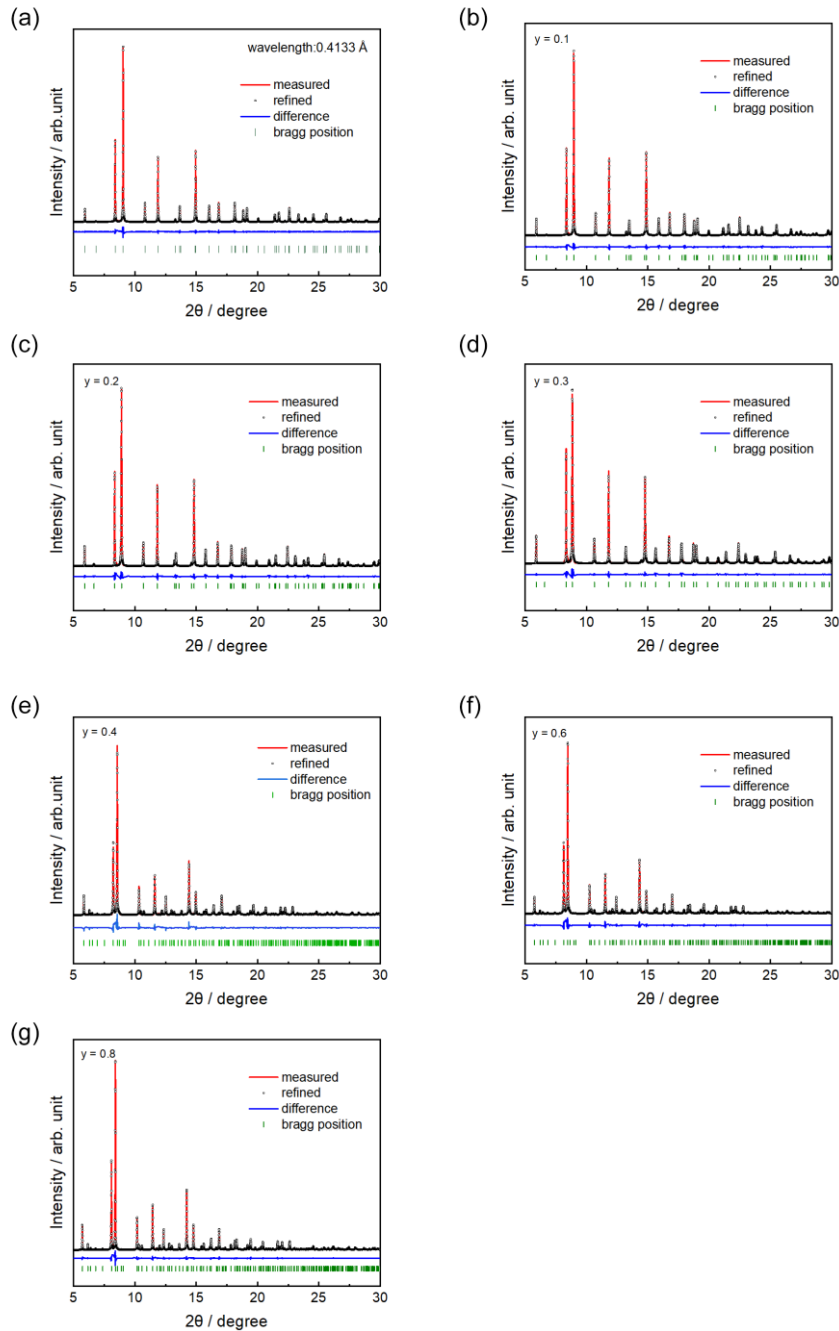 (a)
wavelength:0.4133 Å
measured
refined
difference
bragg position
Intensity / arb.unit
5 10 15 20 25 30
2θ / degree
(b)
y = 0.1
measured
refined
difference
bragg position
Intensity / arb. unit
5 10 15 20 25 30
2θ / degree
(c)
y = 0.2
measured
refined
difference
bragg position
Intensity / arb. unit
5 10 15 20 25 30
2θ / degree
(d)
y = 0.3
measured
refined
difference
bragg position
Intensity / arb. unit
5 10 15 20 25 30
2θ / degree
(e)
y = 0.4
measured
refined
difference
bragg position
Intensity / arb.unit
5 10 15 20 25 30
2θ / degree
(f)
y = 0.6
measured
refined
difference
bragg position
Intensity / arb. unit
5 10 15 20 25 30
2θ / degree
(g)
y = 0.8
measured
refined
difference
bragg position
Intensity / arb. unit
5 10 15 20 25 30
2θ / degree